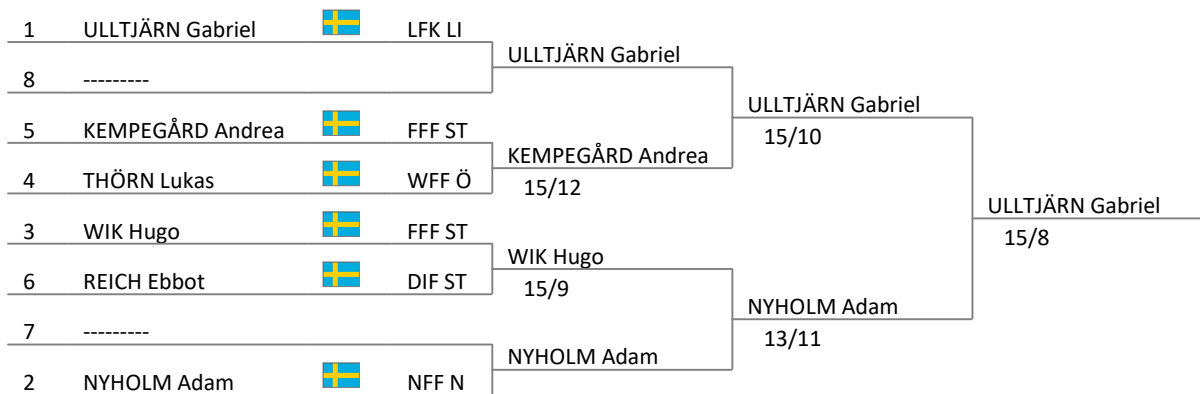 1 ULLTJÄRN Gabriel LFK LI
ULLTJÄRN Gabriel
8 ---------
ULLTJÄRN Gabriel
15/10
5 KEMPEGÅRD Andrea FFF ST
KEMPEGÅRD Andrea
15/12
4 THÖRN Lukas WFF Ö
ULLTJÄRN Gabriel
15/8
3 WIK Hugo FFF ST
WIK Hugo
15/9
6 REICH Ebbot DIF ST
NYHOLM Adam
13/11
7 ---------
NYHOLM Adam
2 NYHOLM Adam NFF N